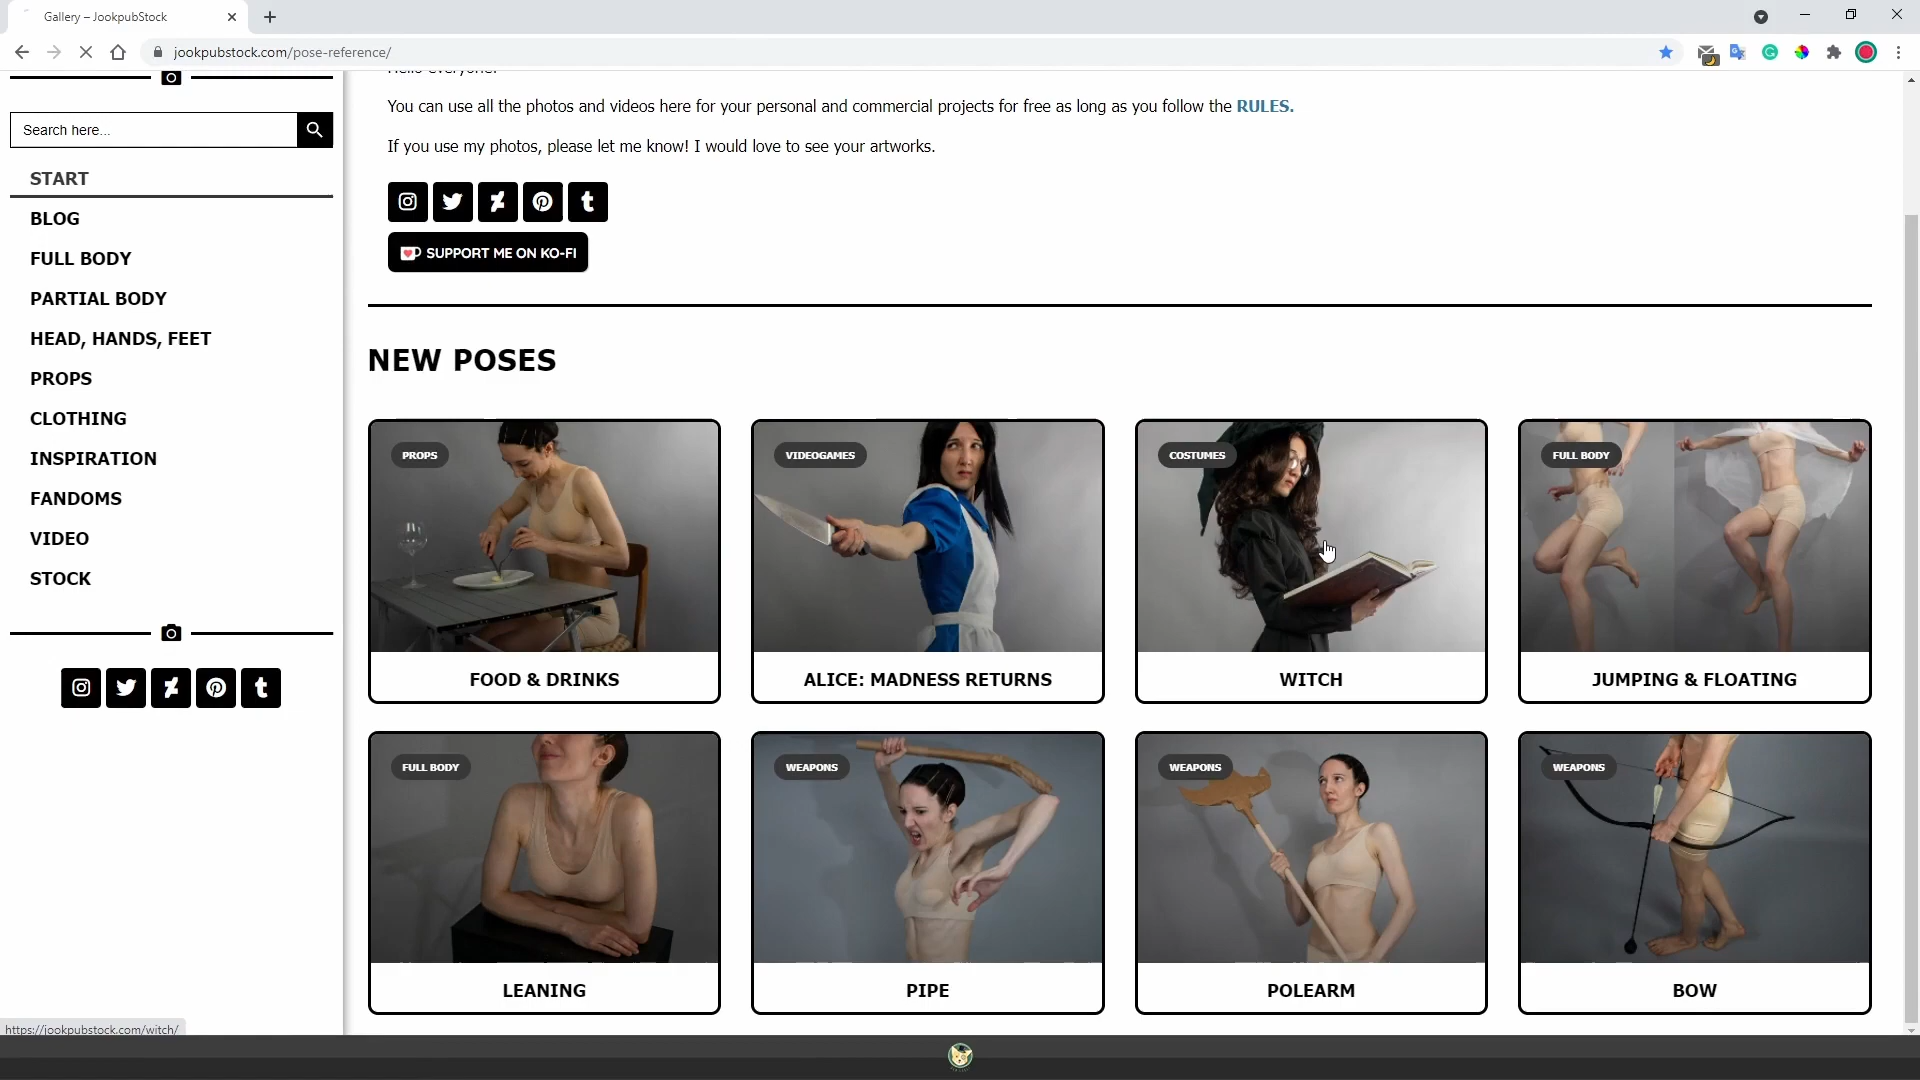 Gallery – JookpubStock
jookpubstock.com/pose-reference/
Hello everyone!
You can use all the photos and videos here for your personal and commercial projects for free as long as you follow the RULES.
If you use my photos, please let me know! I would love to see your artworks.
SUPPORT ME ON KO-FI
Search here...
START
BLOG
FULL BODY
PARTIAL BODY
HEAD, HANDS, FEET
PROPS
CLOTHING
INSPIRATION
FANDOMS
VIDEO
STOCK
NEW POSES
PROPS
VIDEOGAMES
COSTUMES
FULL BODY
FOOD & DRINKS
ALICE: MADNESS RETURNS
WITCH
JUMPING & FLOATING
FULL BODY
WEAPONS
WEAPONS
WEAPONS
LEANING
PIPE
POLEARM
BOW
https://jookpubstock.com/witch/